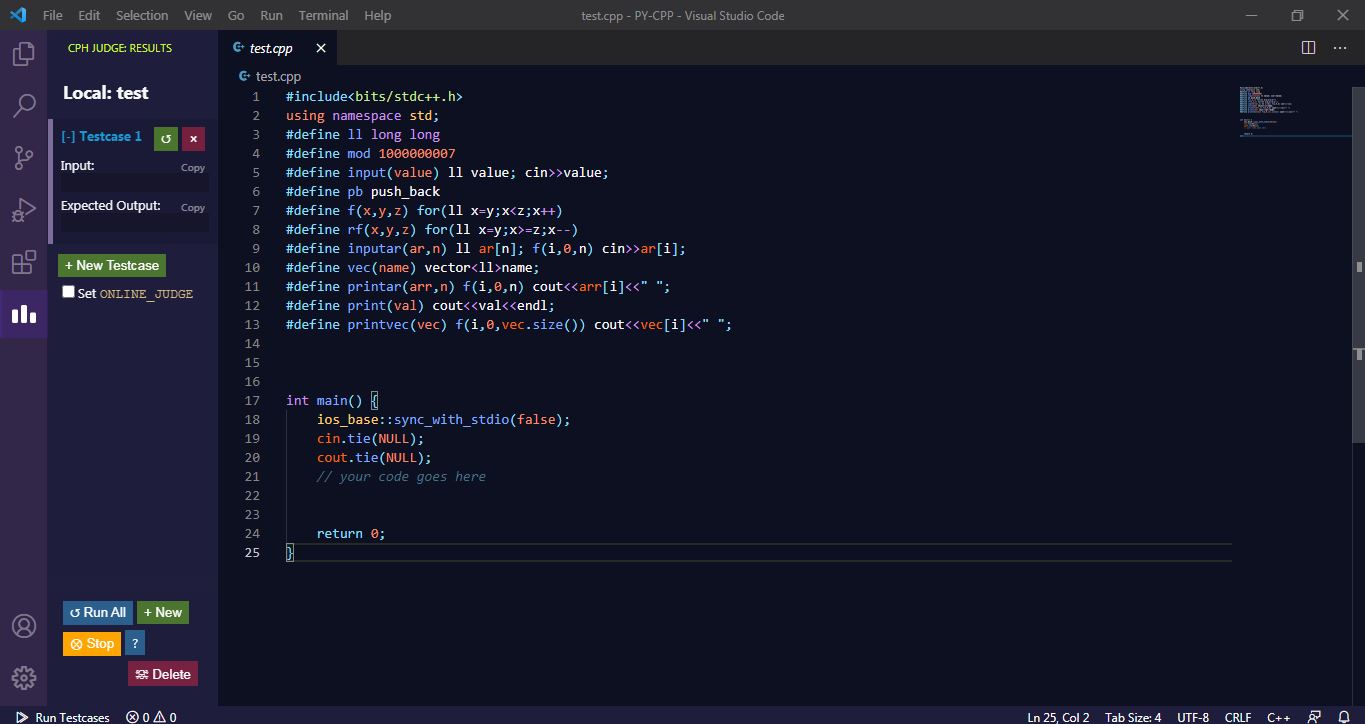 File Edit Selection View Go Run Terminal Help
test.cpp - PY-CPP - Visual Studio Code
CPH JUDGE: RESULTS
Local: test
[-] Testcase 1
Input:
Copy
Expected Output:
Copy
+ New Testcase
Set ONLINE_JUDGE
↺ Run All + New
Stop ?
Delete
test.cpp
test.cpp
1 #include<bits/stdc++.h>
2 using namespace std;
3 #define ll long long
4 #define mod 1000000007
5 #define input(value) ll value; cin>>value;
6 #define pb push_back
7 #define f(x,y,z) for(ll x=y;x<z;x++)
8 #define rf(x,y,z) for(ll x=y;x>=z;x--)
9 #define inputar(ar,n) ll ar[n]; f(i,0,n) cin>>ar[i];
10 #define vec(name) vector<ll>name;
11 #define printar(arr,n) f(i,0,n) cout<<arr[i]<<" ";
12 #define print(val) cout<<val<<endl;
13 #define printvec(vec) f(i,0,vec.size()) cout<<vec[i]<<" ";
14
15
16
17 int main() {
18     ios_base::sync_with_stdio(false);
19     cin.tie(NULL);
20     cout.tie(NULL);
21     // your code goes here
22
23
24     return 0;
25 }
Run Testcases 0 0
Ln 25, Col 2 Tab Size: 4 UTF-8 CRLF C++